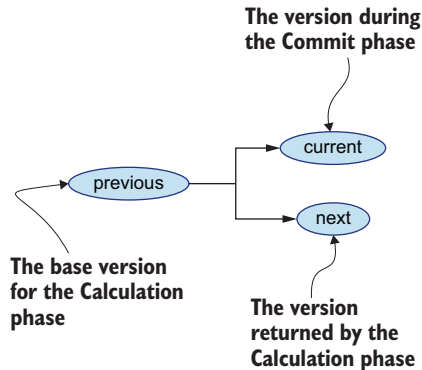 The version during
the Commit phase
current
previous
next
The base version
for the Calculation
phase
The version
returned by the
Calculation phase